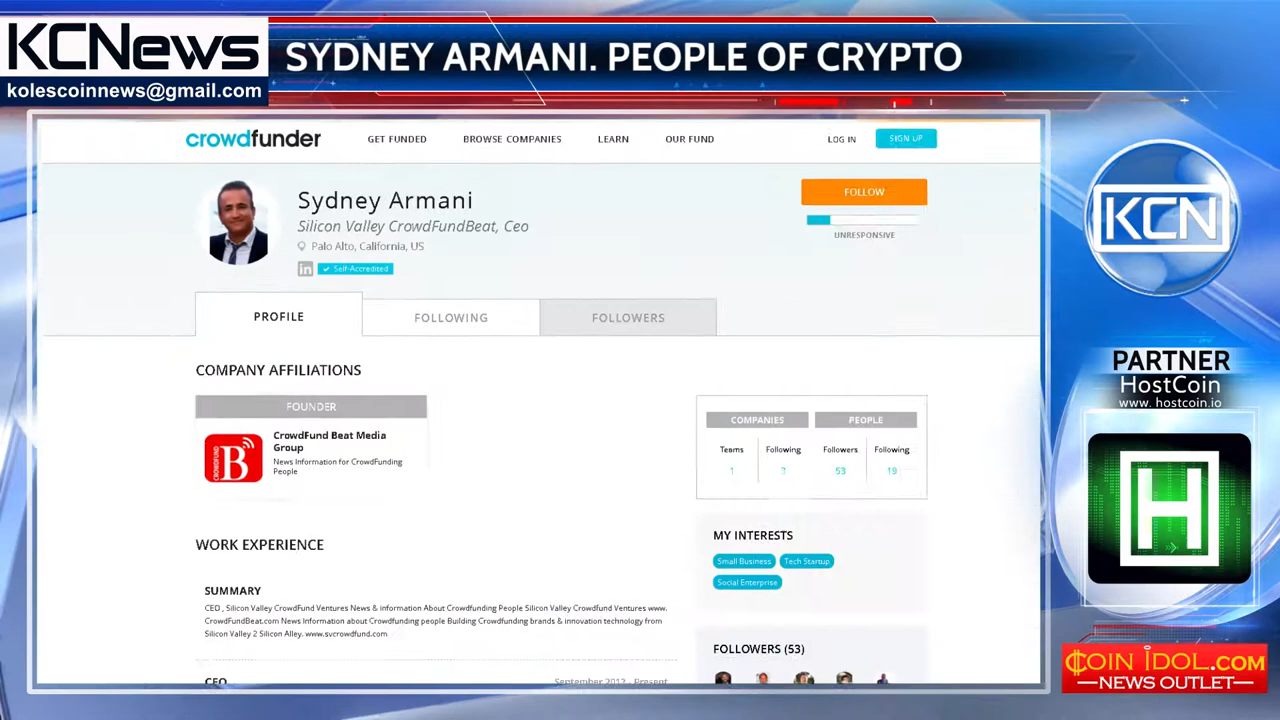 KCNews
kolescoinnews@gmail.com
SYDNEY ARMANI. PEOPLE OF CRYPTO
crowdfunder
GET FUNDED
BROWSE COMPANIES
LEARN
OUR FUND
LOG IN
SIGN UP
Sydney Armani
Silicon Valley CrowdFundBeat, Ceo
Palo Alto, California, US
in
Self-Accredited
FOLLOW
UNRESPONSIVE
PROFILE
FOLLOWING
FOLLOWERS
COMPANY AFFILIATIONS
FOUNDER
CROWDFUND
B
CrowdFund Beat Media
Group
News Information for CrowdFunding
People
COMPANIES
PEOPLE
Teams
Following
Followers
Following
1
3
53
19
WORK EXPERIENCE
SUMMARY
CEO , Silicon Valley CrowdFund Ventures News & information About Crowdfunding People Silicon Valley Crowdfund Ventures www.
CrowdFundBeat.com News Information about Crowdfunding people Building Crowdfunding brands & innovation technology from
Silicon Valley 2 Silicon Alley. www.svcrowdfund.com
CEO
September 2012 - Present
MY INTERESTS
Small Business
Tech Startup
Social Enterprise
FOLLOWERS (53)
KCN
PARTNER
HostCoin
www. hostcoin.io
H
COIN IDOL.COM
NEWS OUTLET